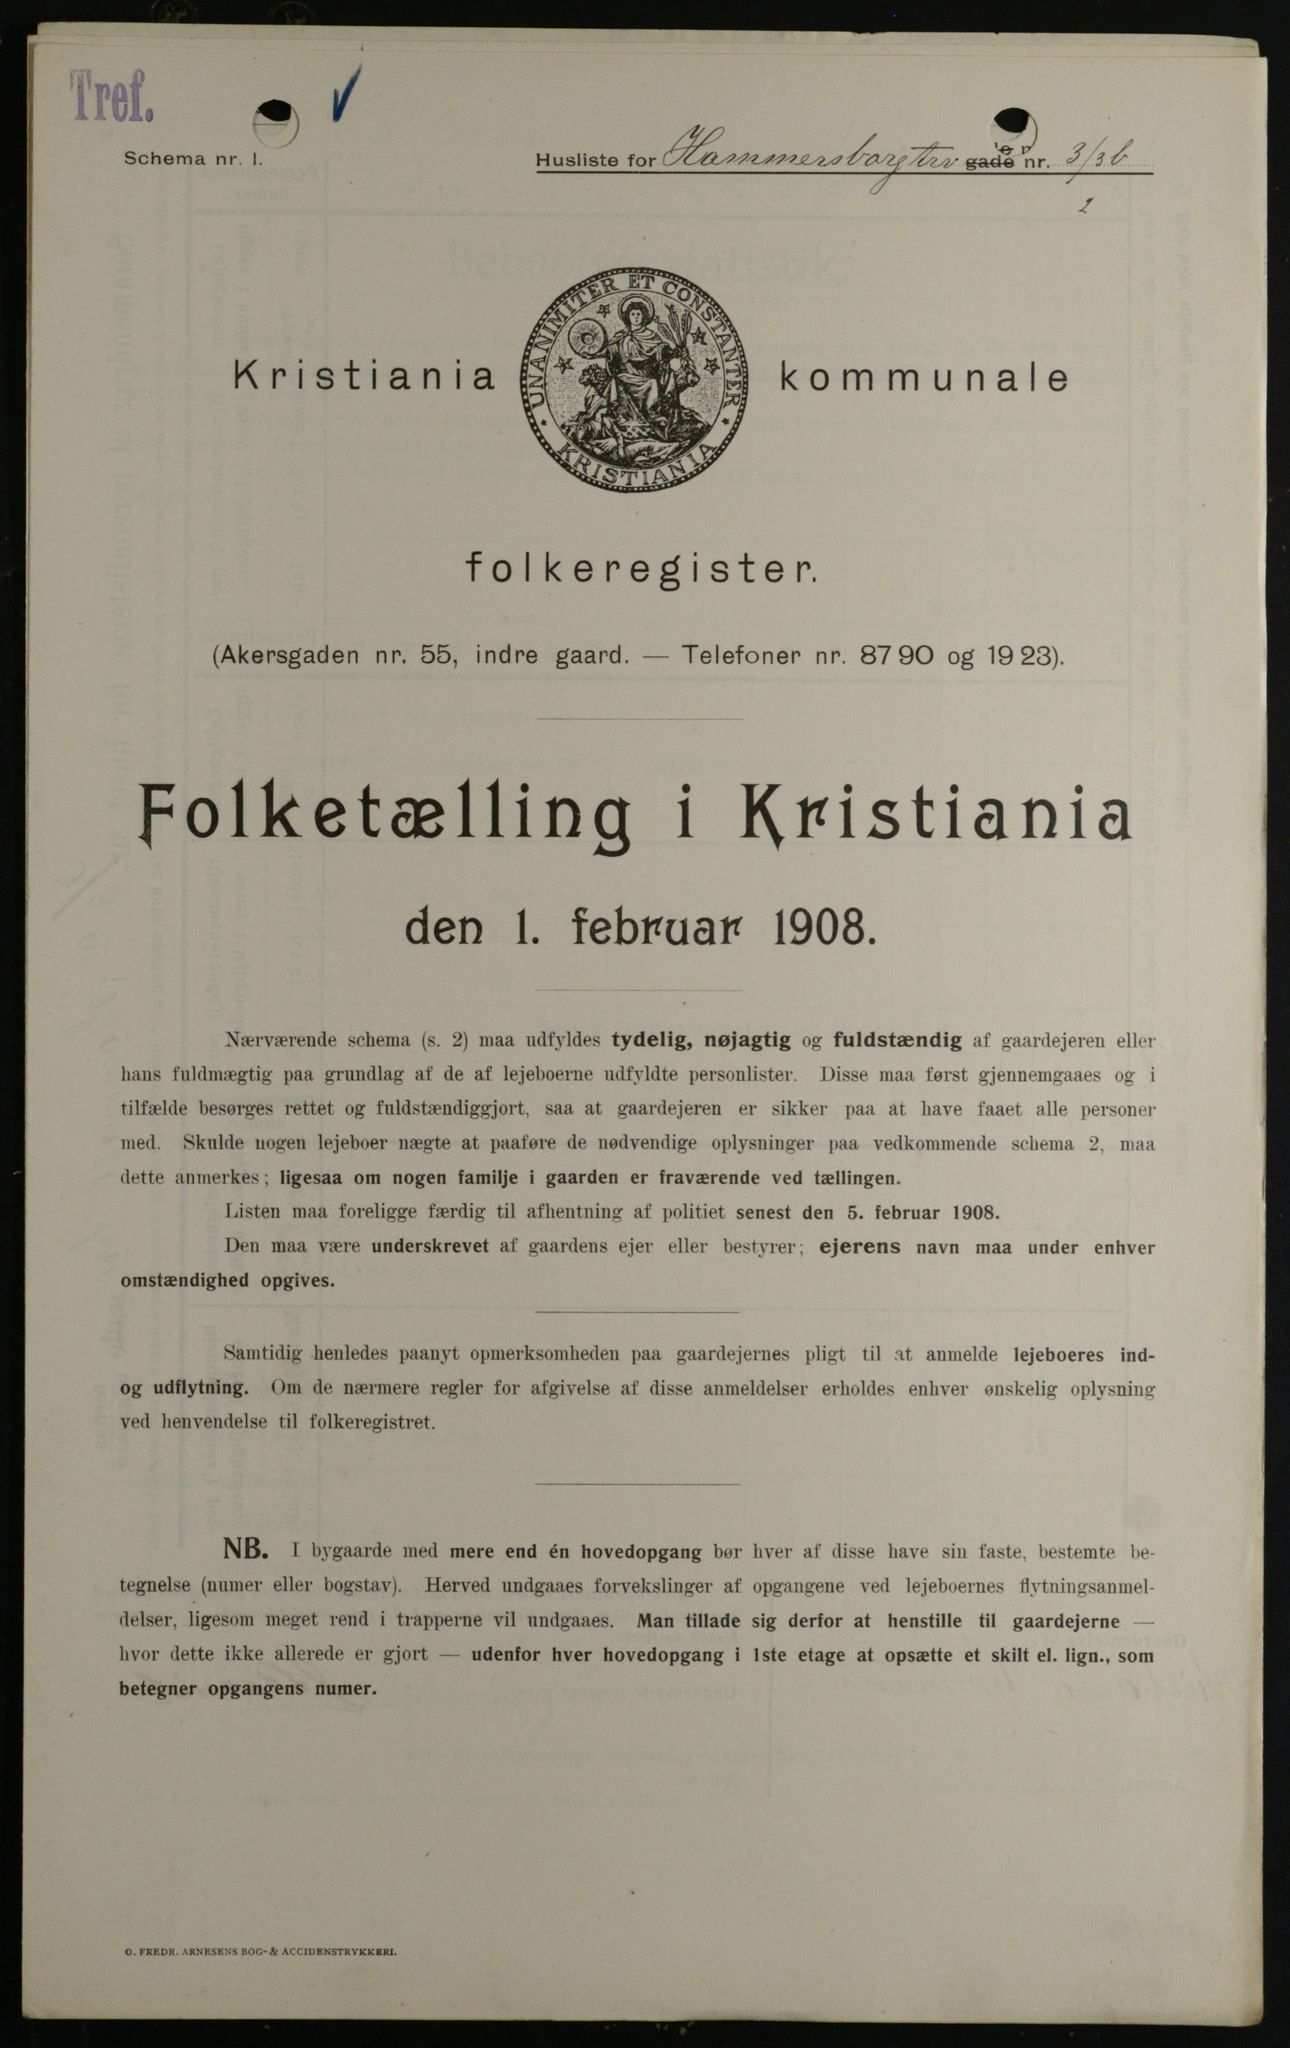 Tref.
Schema nr. 1.
Husliste for Hammersborgtrv gade nr. 3/3b
2
UNANIMITER ET CONSTANTER
KRISTIANIA
Kristiania kommunale
folkeregister.
(Akersgaden nr. 55, indre gaard. — Telefoner nr. 8790 og 1923).
Folketælling i Kristiania
den 1. februar 1908.
Nærværende schema (s. 2) maa udfyldes tydelig, nøjagtig og fuldstændig af gaardejeren eller
hans fuldmægtig paa grundlag af de af lejeboerne udfyldte personlister. Disse maa først gjennemgaaes og i
tilfælde besørges rettet og fuldstændiggjort, saa at gaardejeren er sikker paa at have faaet alle personer
med. Skulde nogen lejeboer nægte at paaføre de nødvendige oplysninger paa vedkommende schema 2, maa
dette anmerkes; ligesaa om nogen familje i gaarden er fraværende ved tællingen.
Listen maa foreligge færdig til afhentning af politiet senest den 5. februar 1908.
Den maa være underskrevet af gaardens ejer eller bestyrer; ejerens navn maa under enhver
omstændighed opgives.
Samtidig henledes paanyt opmerksomheden paa gaardejernes pligt til at anmelde lejeboeres ind-
og udflytning. Om de nærmere regler for afgivelse af disse anmeldelser erholdes enhver ønskelig oplysning
ved henvendelse til folkeregistret.
NB. I bygaarde med mere end én hovedopgang bør hver af disse have sin faste, bestemte be-
tegnelse (numer eller bogstav). Herved undgaaes forvekslinger af opgangene ved lejeboernes flytningsanmel-
delser, ligesom meget rend i trapperne vil undgaaes. Man tillade sig derfor at henstille til gaardejerne —
hvor dette ikke allerede er gjort — udenfor hver hovedopgang i 1ste etage at opsætte et skilt el. lign., som
betegner opgangens numer.
O. FREDR. ARNESENS BOG- & ACCIDENSTRYKKERI.